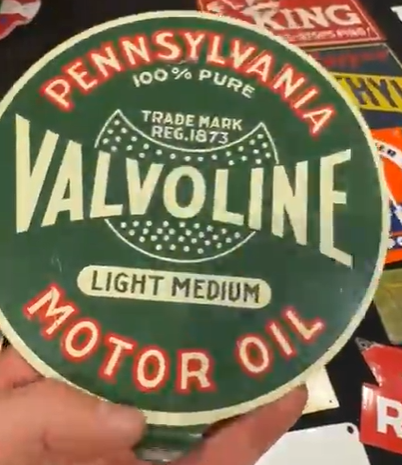 KING
PENNSYLVANIA
100% PURE
TRADE MARK
REG. 1873
VALVOLINE
LIGHT MEDIUM
MOTOR OIL